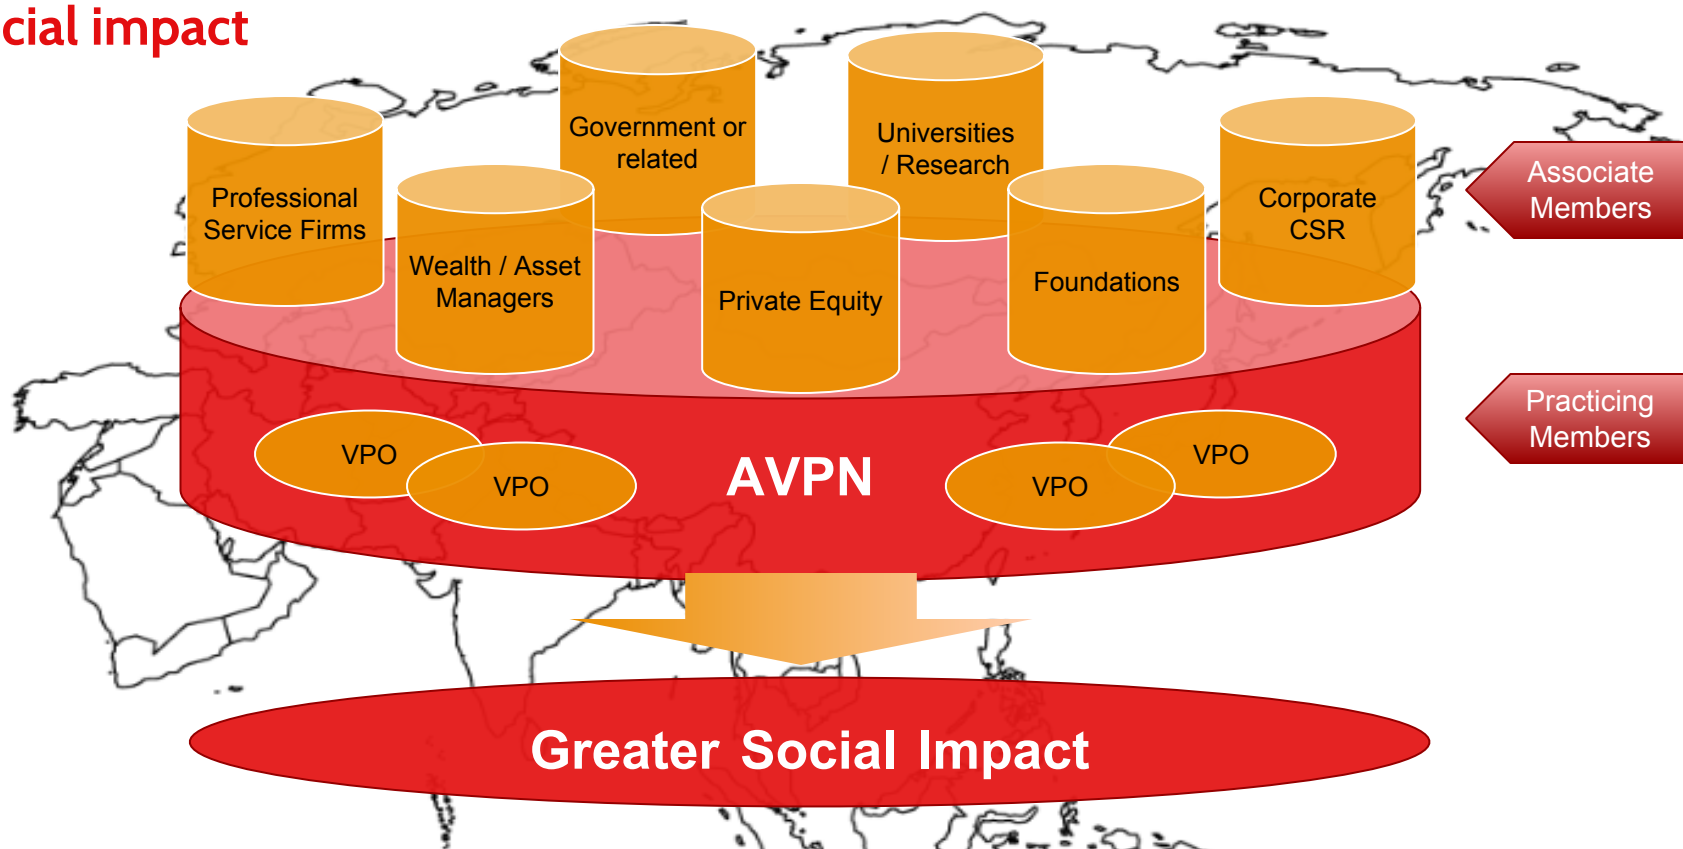 cial impact
Government or
related
Universities
/ Research
Professional
Service Firms
Corporate
CSR
Associate
Members
Wealth / Asset
Managers
Private Equity
Foundations
Practicing
Members
VPO
VPO
AVPN
VPO
VPO
Greater Social Impact